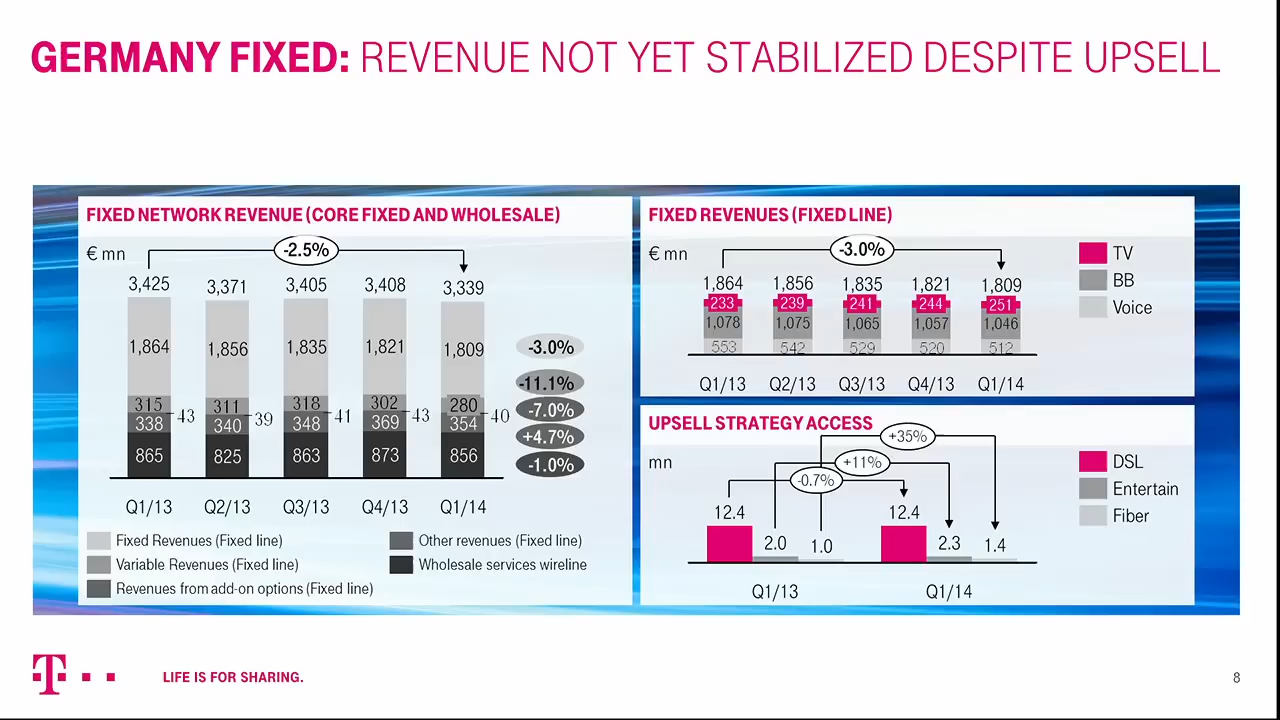 GERMANY FIXED: REVENUE NOT YET STABILIZED DESPITE UPSELL
FIXED NETWORK REVENUE (CORE FIXED AND WHOLESALE)
€ mn
-2.5%
3,425 3,371 3,405 3,408 3,339
1,864 1,856 1,835 1,821 1,809 -3.0%
315 311 318 302 280 -11.1%
43 39 41 43 40 -7.0%
338 340 348 369 354 +4.7%
865 825 863 873 856 -1.0%
Q1/13 Q2/13 Q3/13 Q4/13 Q1/14
Fixed Revenues (Fixed line)
Variable Revenues (Fixed line)
Revenues from add-on options (Fixed line)
Other revenues (Fixed line)
Wholesale services wireline
FIXED REVENUES (FIXED LINE)
€ mn
-3.0%
1,864 1,856 1,835 1,821 1,809
233 239 241 244 251
1,078 1,075 1,065 1,057 1,046
553 542 529 520 512
Q1/13 Q2/13 Q3/13 Q4/13 Q1/14
TV
BB
Voice
UPSELL STRATEGY ACCESS
mn
+35%
+11%
-0.7%
12.4 2.0 1.0 12.4 2.3 1.4
Q1/13 Q1/14
DSL
Entertain
Fiber
T
LIFE IS FOR SHARING.
8